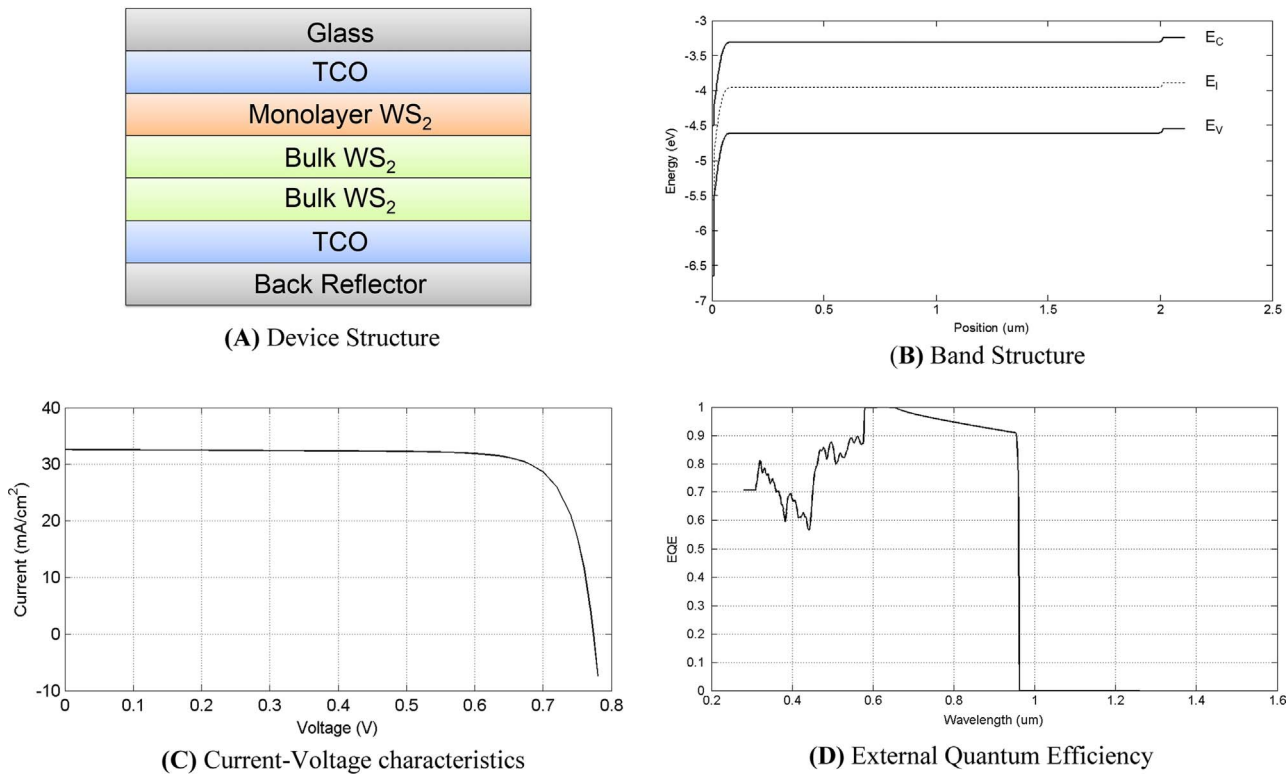 Glass
TCO
Monolayer WS₂
Bulk WS₂
Bulk WS₂
TCO
Back Reflector
(A) Device Structure
-3
-3.5
-4
-4.5
-5
-5.5
-6
-6.5
-7
Energy (eV)
E_C
E_I
E_V
0
0.5
1
1.5
2
2.5
Position (um)
(B) Band Structure
40
30
20
10
0
-10
Current (mA/cm²)
0
0.1
0.2
0.3
0.4
0.5
0.6
0.7
0.8
Voltage (V)
(C) Current-Voltage characteristics
1
0.9
0.8
0.7
0.6
0.5
0.4
0.3
0.2
0.1
0
EQE
0.2
0.4
0.6
0.8
1
1.2
1.4
1.6
Wavelength (um)
(D) External Quantum Efficiency